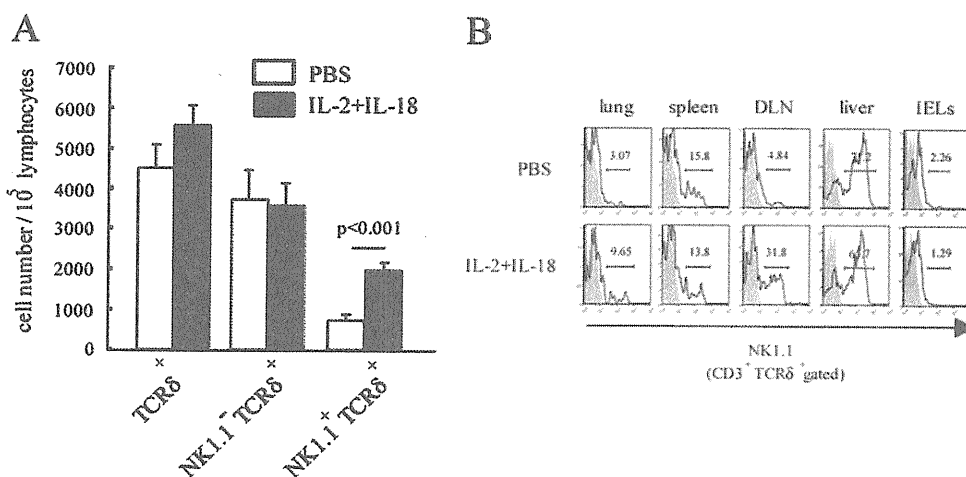 A
7000
6000
5000
4000
3000
2000
1000
0
cell number / 10⁵ lymphocytes
PBS
IL-2+IL-18
p<0.001
TCRδ⁺
NK1.1⁻ TCRδ⁺
NK1.1⁺ TCRδ⁺
B
lung spleen DLN liver IELs
PBS
3.07 15.8 4.84 2.26
IL-2+IL-18
9.65 13.8 31.8 1.29
NK1.1
(CD3⁺ TCRδ⁺ gated)